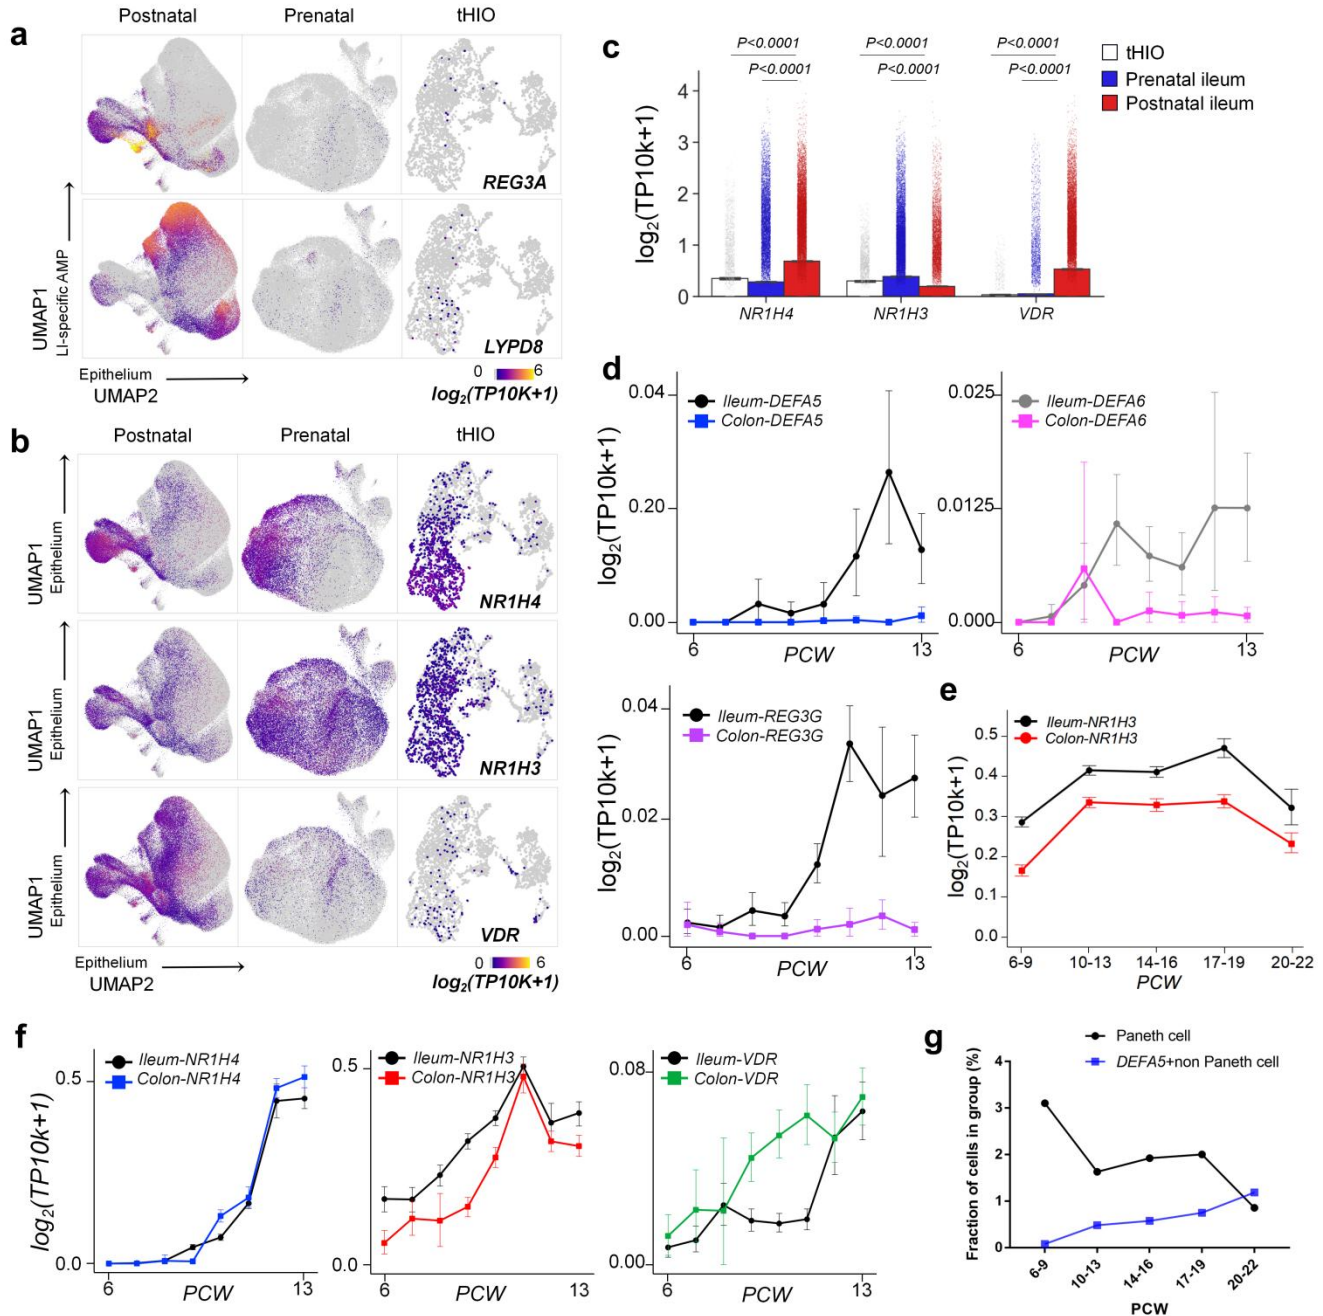 a
Postnatal
Prenatal
tHIO
REG3A
LYPD8
UMAP1
LI-specific AMP
Epithelium
UMAP2
0 6
log2(TP10K+1)
b
Postnatal
Prenatal
tHIO
UMAP1
Epithelium
NR1H4
UMAP1
Epithelium
NR1H3
UMAP1
Epithelium
VDR
Epithelium
UMAP2
0 6
log2(TP10K+1)
c
P<0.0001 P<0.0001 P<0.0001
P<0.0001 P<0.0001 P<0.0001
tHIO
Prenatal ileum
Postnatal ileum
log2(TP10k+1)
4
3
2
1
0
NR1H4 NR1H3 VDR
d
Ileum-DEFA5
Colon-DEFA5
log2(TP10k+1)
0.04
0.20
0.00
6 13
PCW
Ileum-DEFA6
Colon-DEFA6
0.025
0.0125
0.000
6 13
PCW
Ileum-REG3G
Colon-REG3G
log2(TP10k+1)
0.04
0.02
0.00
6 13
PCW
e
Ileum-NR1H3
Colon-NR1H3
log2(TP10k+1)
0.5
0.4
0.3
0.2
0.1
0.0
6-9 10-13 14-16 17-19 20-22
PCW
f
Ileum-NR1H4
Colon-NR1H4
log2(TP10k+1)
0.5
0.0
6 13
PCW
Ileum-NR1H3
Colon-NR1H3
0.5
0.0
6 13
PCW
Ileum-VDR
Colon-VDR
0.08
0.00
6 13
PCW
g
Paneth cell
DEFA5+non Paneth cell
Fraction of cells in group (%)
4
3
2
1
0
6-9 10-13 14-16 17-19 20-22
PCW